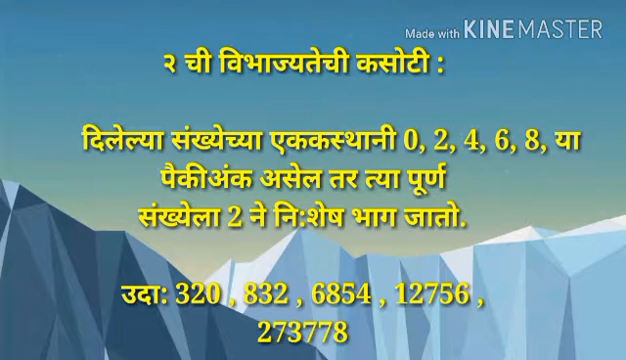 Made with KINEMASTER
२ ची विभाज्यतेची कसोटी :
दिलेल्या संख्येच्या एककस्थानी 0, 2, 4, 6, 8, या
पैकीअंक असेल तर त्या पूर्ण
संख्येला 2 ने नि:शेष भाग जातो.
उदा: 320 , 832 , 6854 , 12756 ,
273778